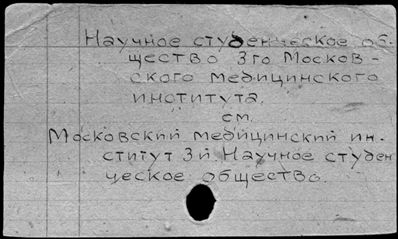 Научное студенческое об-
щество 3го Москов-
ского медицинского
института.
см.
Московский медицинский ин-
ститут 3й. Научное студен
ческое общество.